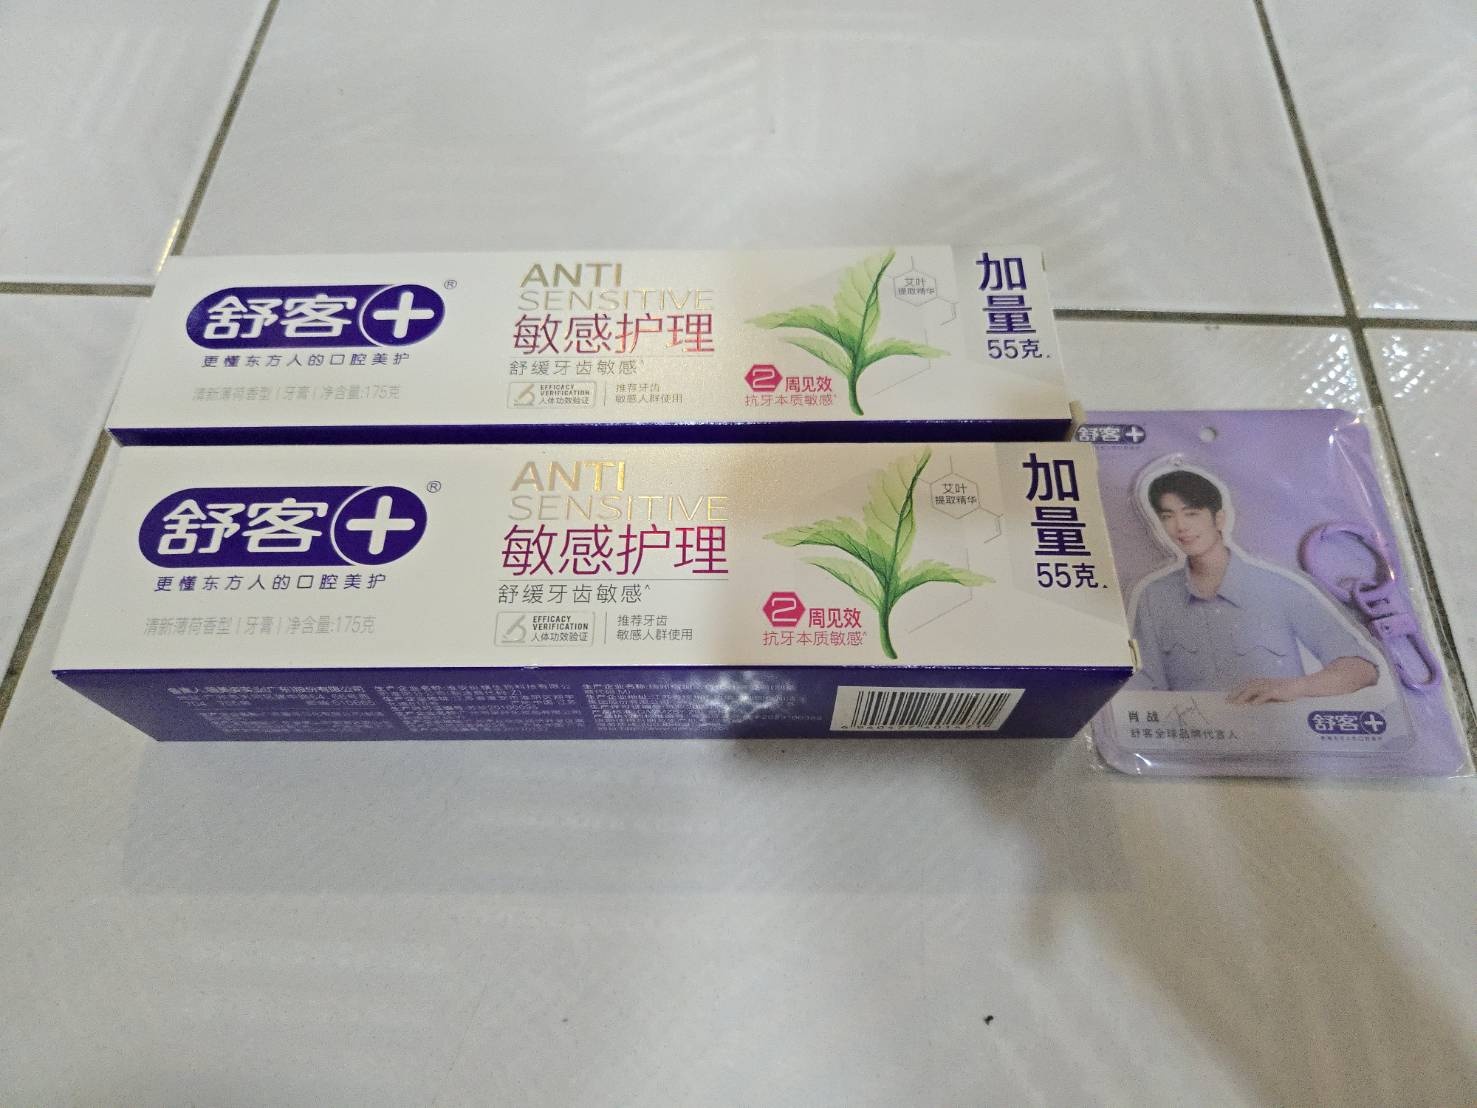 舒客+®
更懂东方人的口腔美护
清新薄荷香型 | 牙膏 | 净含量:175克
ANTI
SENSITIVE
敏感护理
舒缓牙齿敏感^
EFFICACY
VERIFICATION
人体功效验证
推荐牙齿
敏感人群使用
艾叶
提取精华
2周见效
抗牙本质敏感^
加
量
55克
舒客+®
更懂东方人的口腔美护
清新薄荷香型 | 牙膏 | 净含量:175克
ANTI
SENSITIVE
敏感护理
舒缓牙齿敏感^
EFFICACY
VERIFICATION
人体功效验证
推荐牙齿
敏感人群使用
艾叶
提取精华
2周见效
抗牙本质敏感^
加
量
55克
舒客+
肖战
舒客全球品牌代言人
舒客+